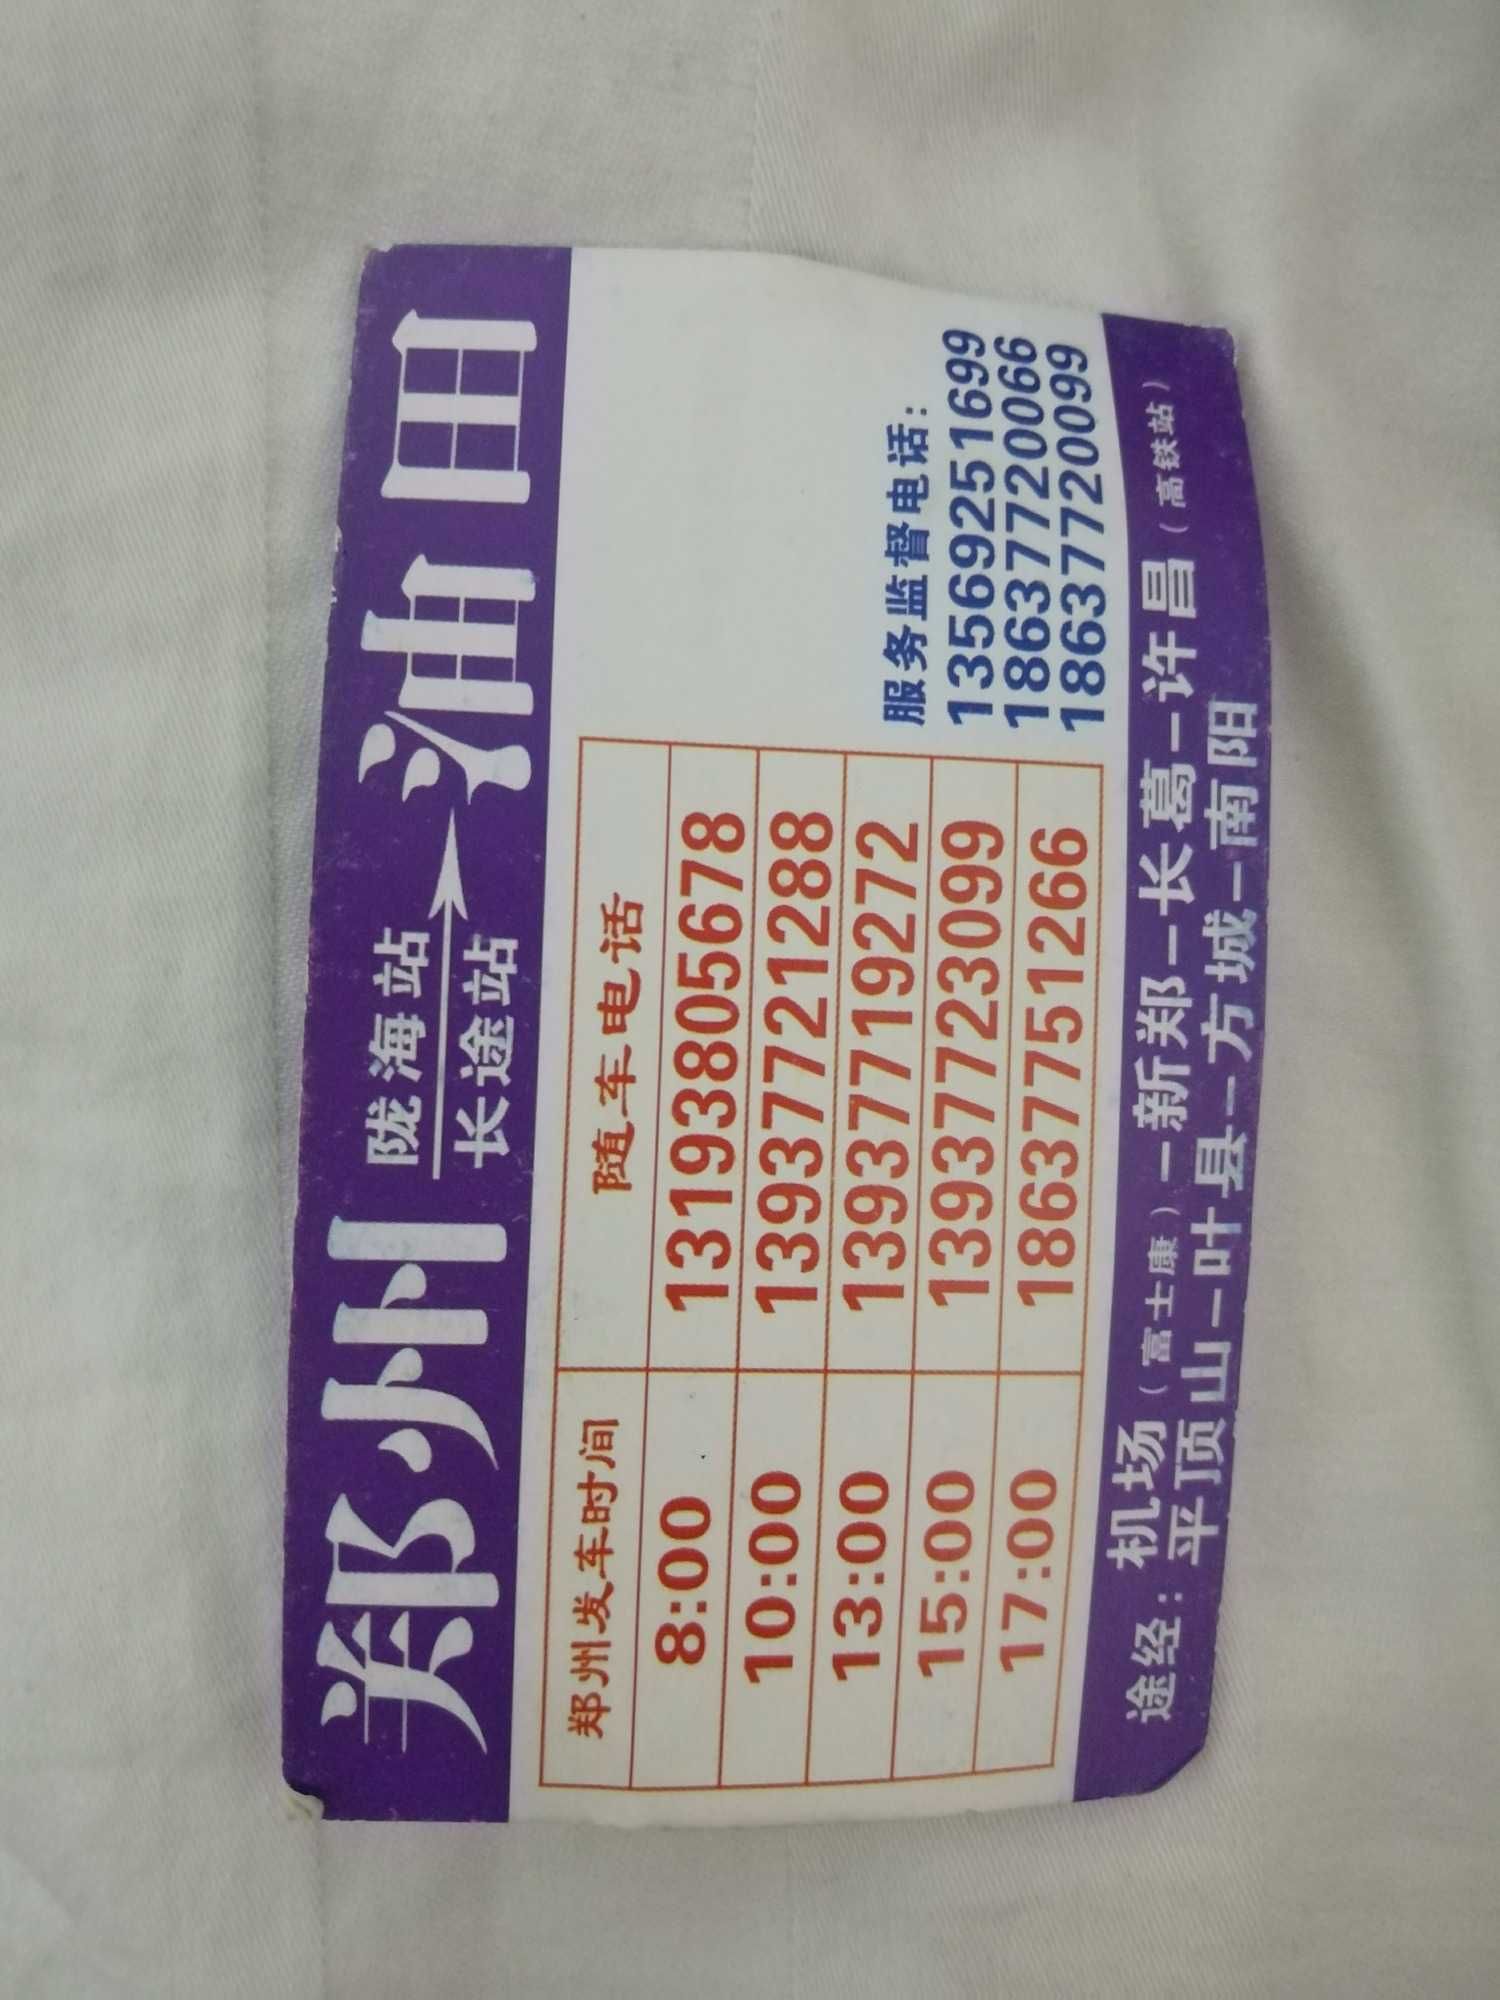 郑州 陇海站 油田
长途站
郑州发车时间 随车电话
8:00 13193805678
10:00 13937721288
13:00 13937719272
15:00 13937723099
17:00 18637751266
服务监督电话：
13569251699
18637720066
18637720099
途经：机场（富士康）－新郑－长葛－许昌（高铁站）
平顶山－叶县－方城－南阳